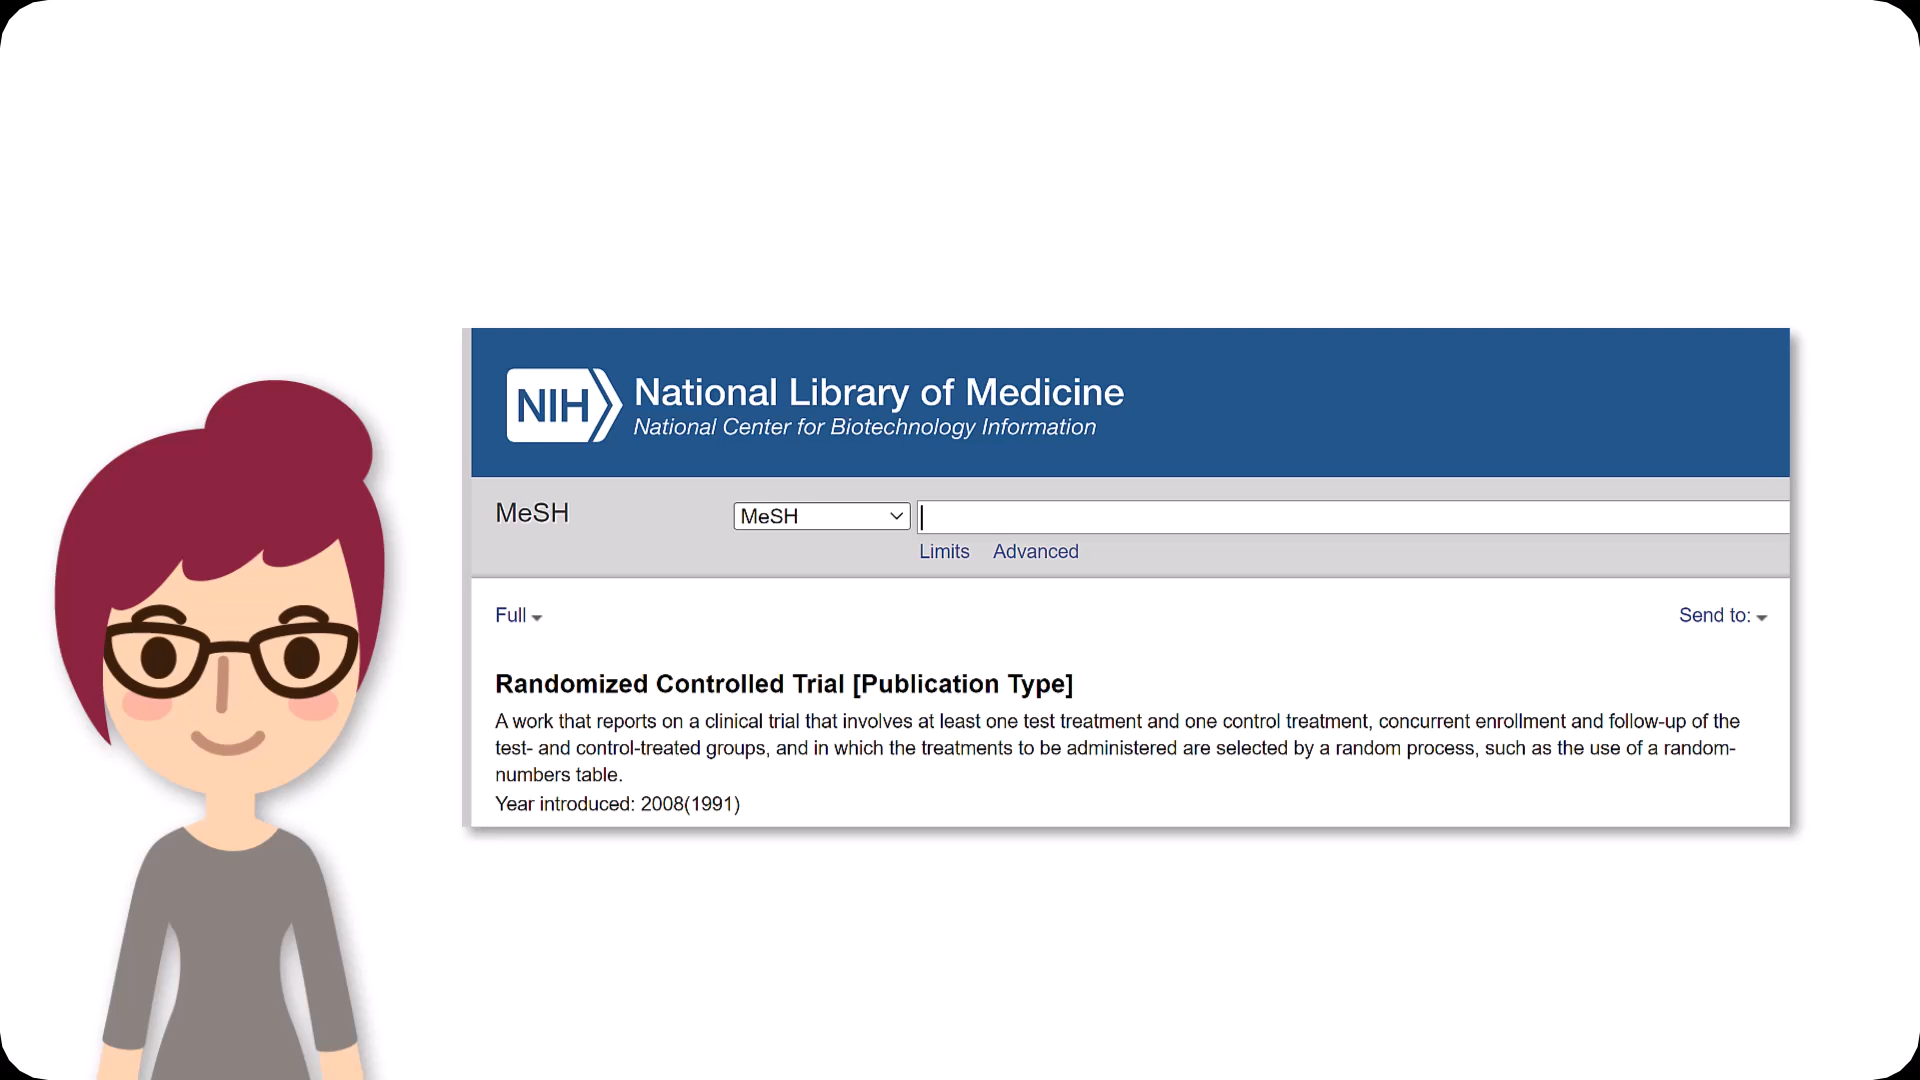 NIH National Library of Medicine
National Center for Biotechnology Information
MeSH MeSH
Limits Advanced
Full Send to:
Randomized Controlled Trial [Publication Type]
A work that reports on a clinical trial that involves at least one test treatment and one control treatment, concurrent enrollment and follow-up of the
test- and control-treated groups, and in which the treatments to be administered are selected by a random process, such as the use of a random-
numbers table.
Year introduced: 2008(1991)